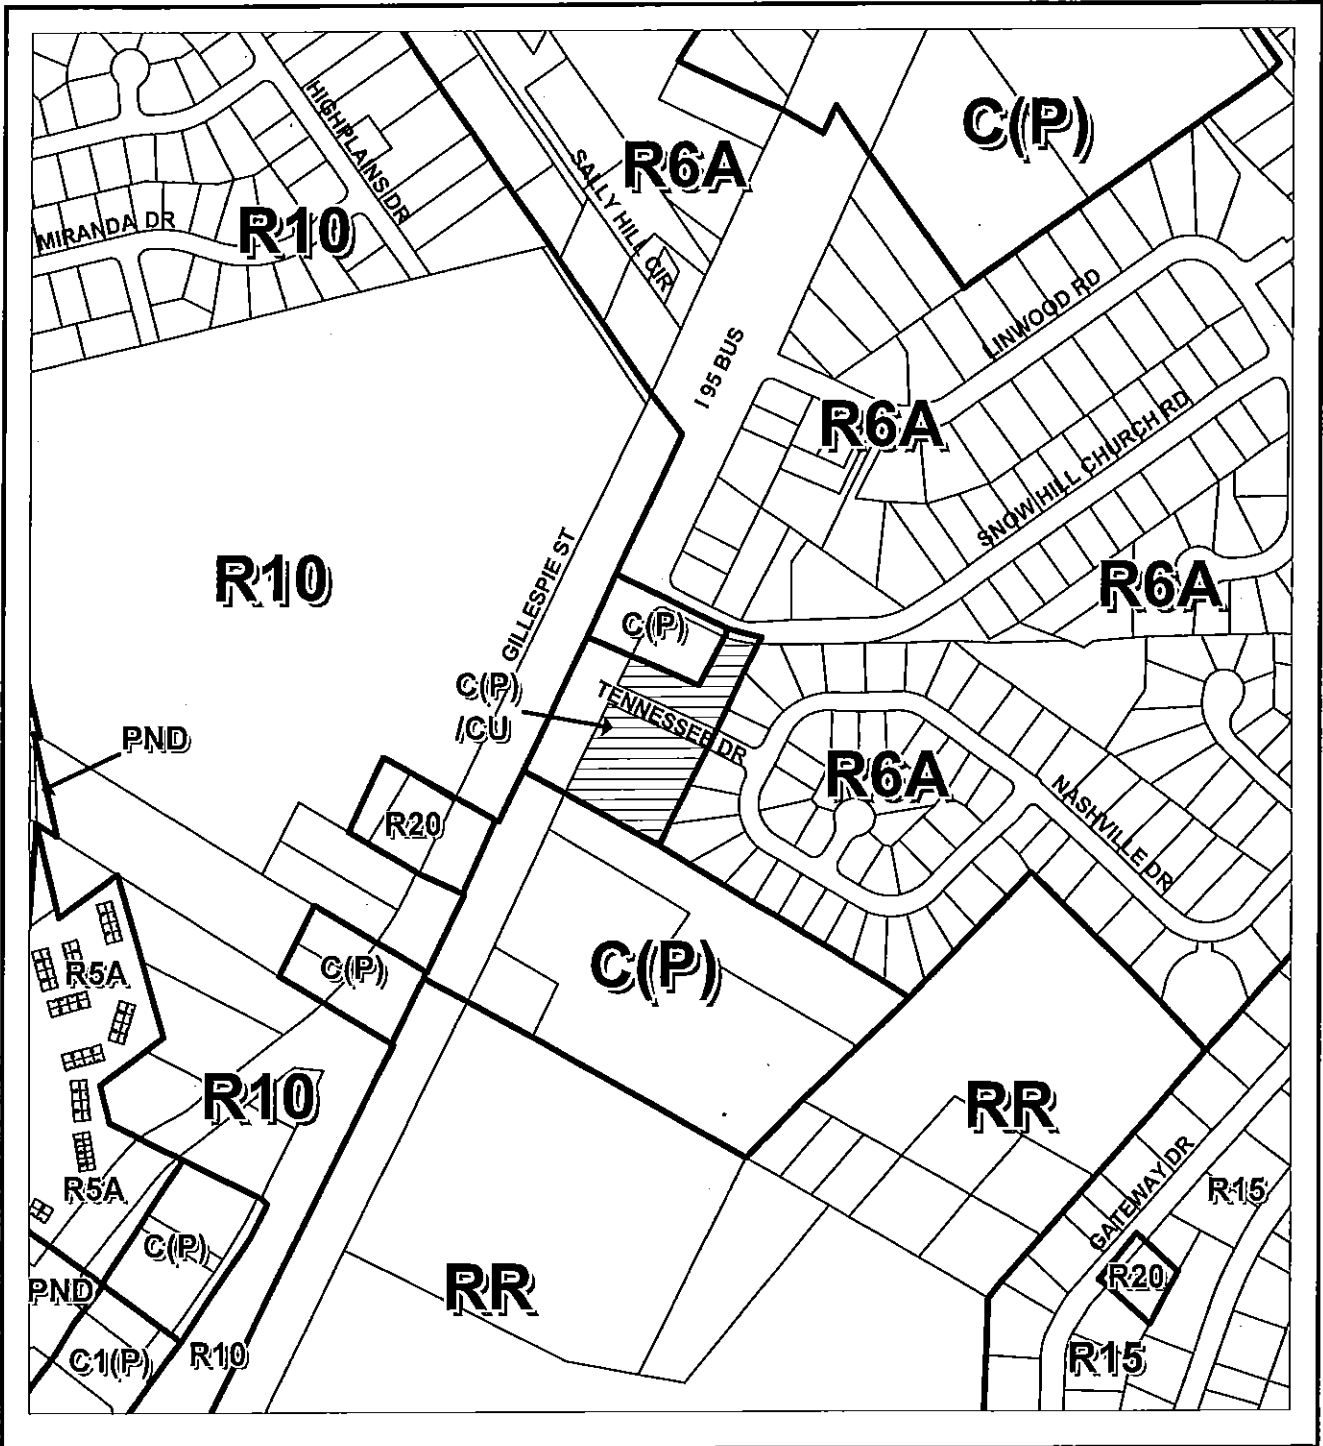 C(P)
HIGHPLAINS DR
R6A
SALLY HILL CIR
MIRANDA DR
R10
LINWOOD RD
I 95 BUS
R6A
SNOW HILL CHURCH RD
R10
GILLESPIE ST
R6A
C(P)
C(P)
/CU
TENNESSEE DR
PND
R6A
NASHVILLE DR
R20
C(P)
R5A
C(P)
R10
RR
GATEWAY DR
R5A
R15
C(P)
R20
PND
RR
C1(P)
R10
R15